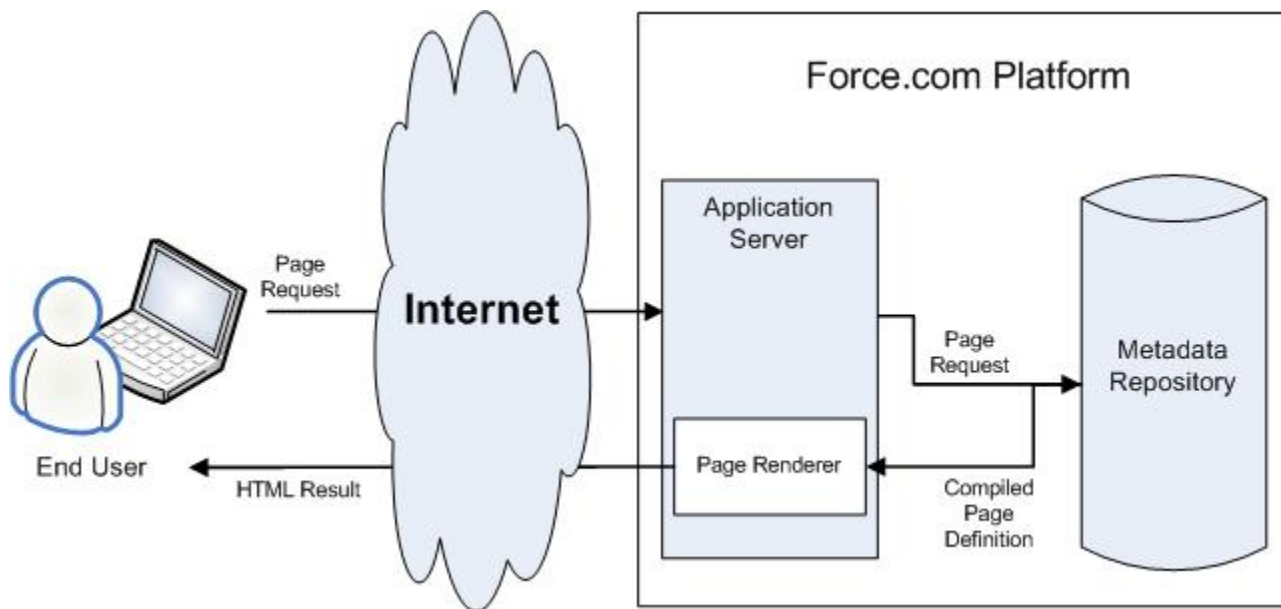 Force.com Platform
Application
Server
Page
Request
Internet
Page
Request
Metadata
Repository
End User
HTML Result
Page Renderer
Compiled
Page
Definition